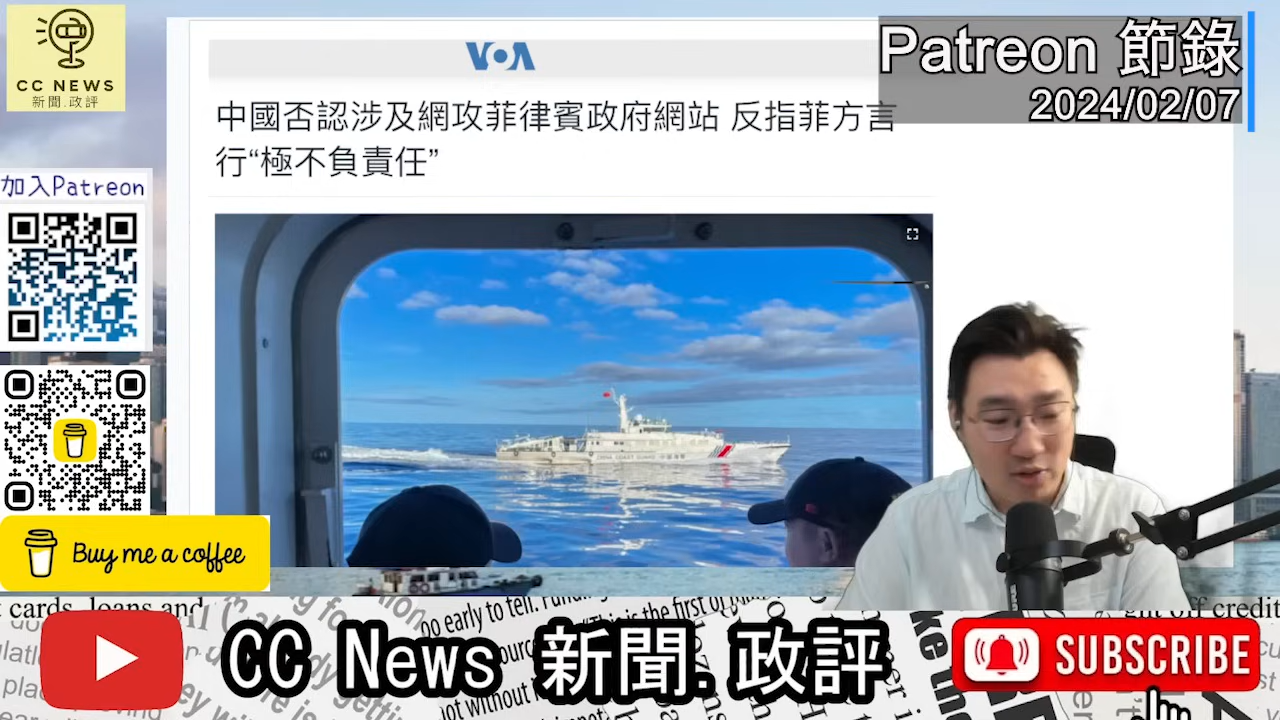 CC NEWS
新聞.政評
VOA
Patreon 節錄
2024/02/07
中國否認涉及網攻菲律賓政府網站 反指菲方言
行“極不負責任”
加入Patreon
Buy me a coffee
CC News 新聞.政評
SUBSCRIBE